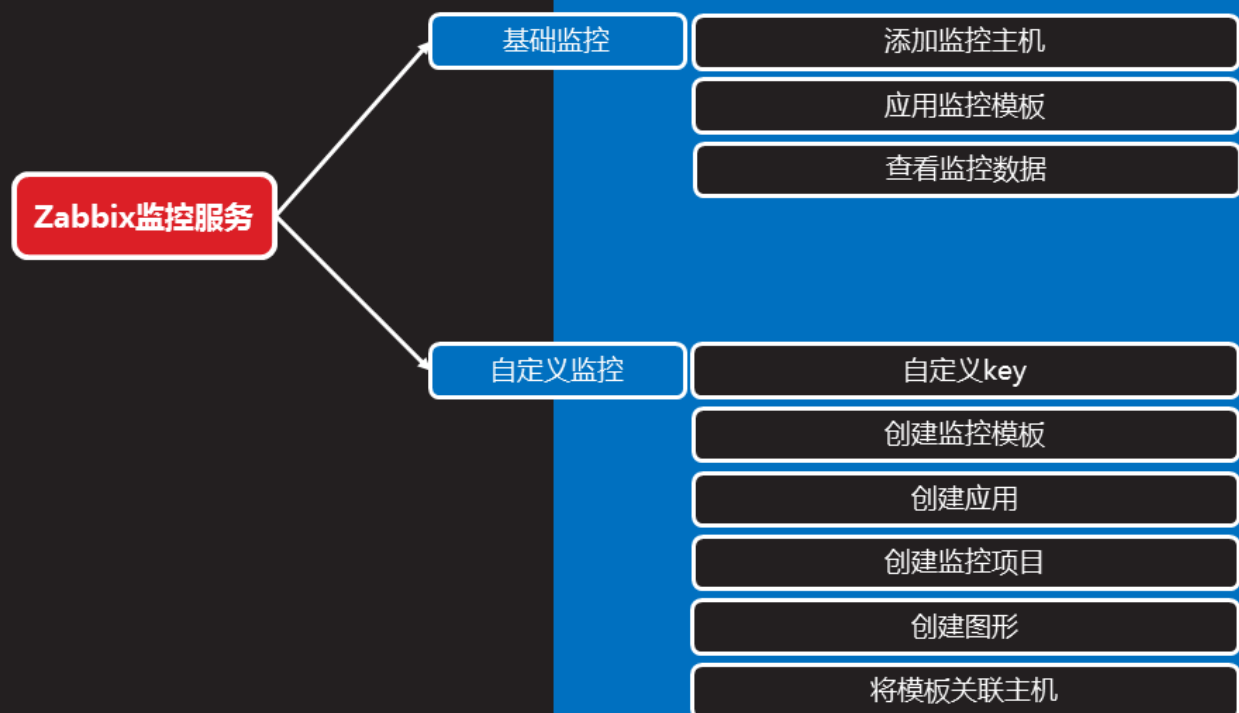 Zabbix监控服务
基础监控
添加监控主机
应用监控模板
查看监控数据
自定义监控
自定义key
创建监控模板
创建应用
创建监控项目
创建图形
将模板关联主机